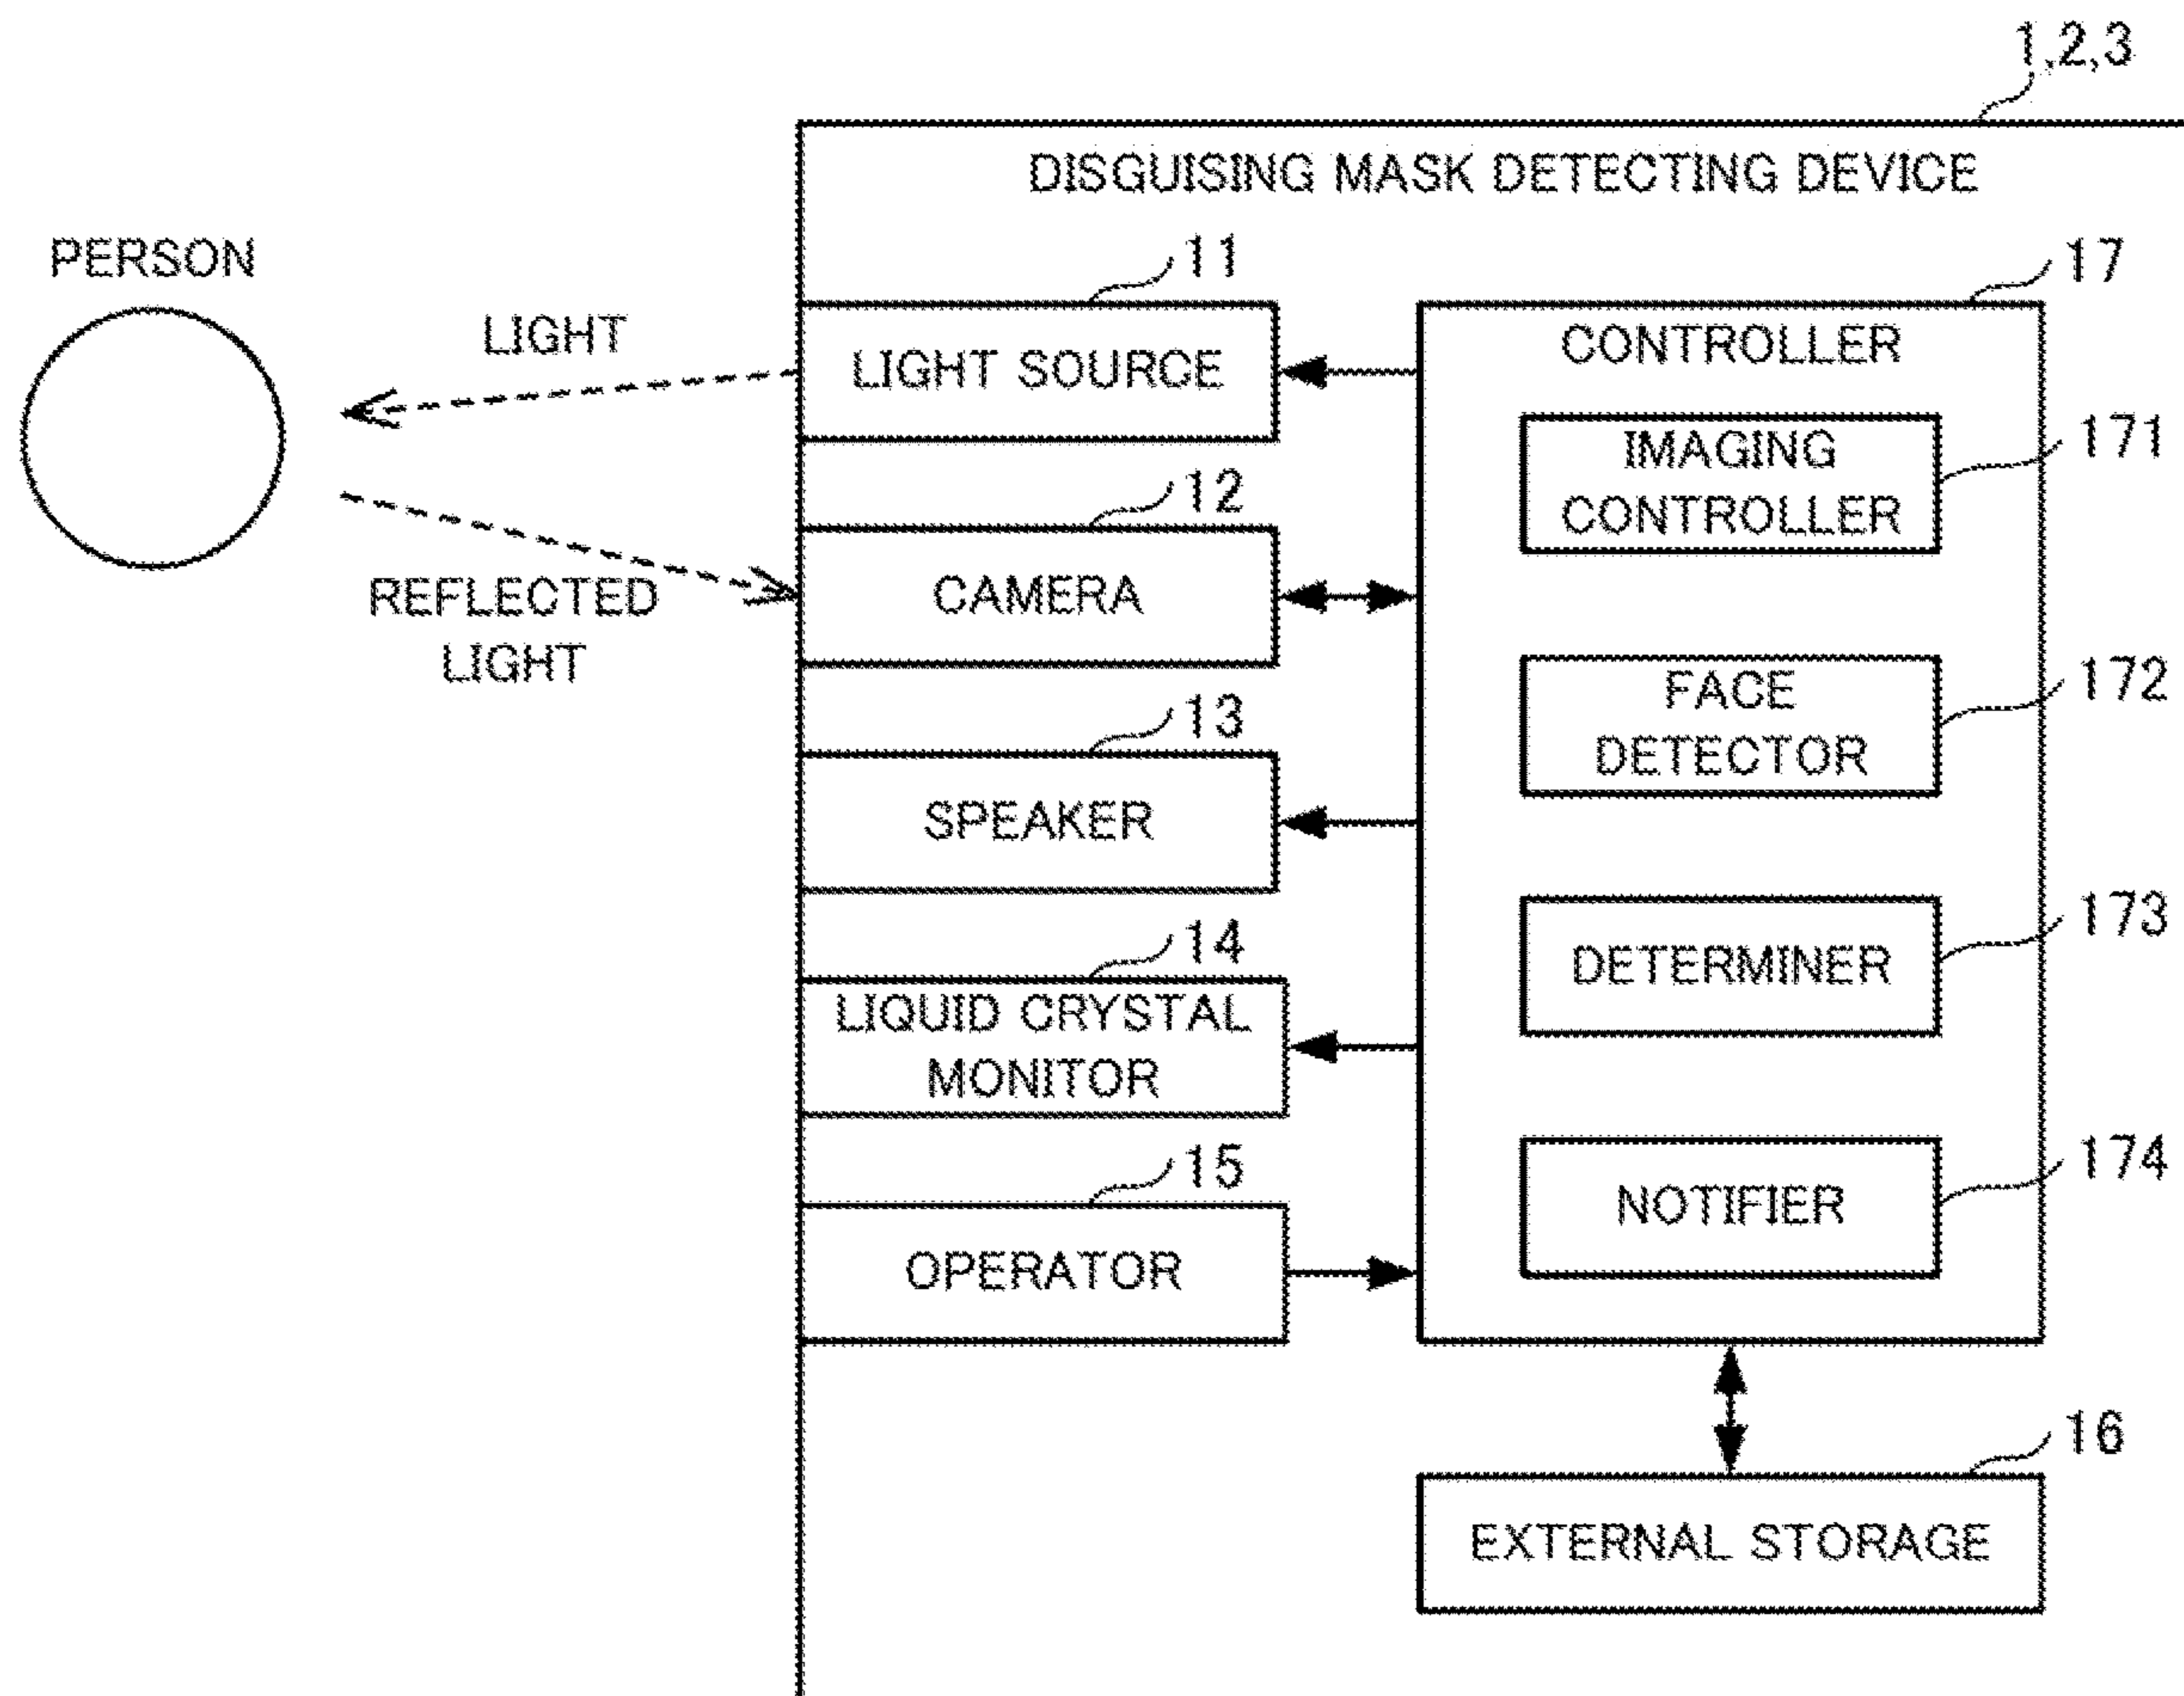 1,2,3
DISGUISING MASK DETECTING DEVICE
PERSON
LIGHT
REFLECTED
LIGHT
11
LIGHT SOURCE
12
CAMERA
13
SPEAKER
14
LIQUID CRYSTAL
MONITOR
15
OPERATOR
17
CONTROLLER
IMAGING
CONTROLLER
171
FACE
DETECTOR
172
DETERMINER
173
NOTIFIER
174
16
EXTERNAL STORAGE